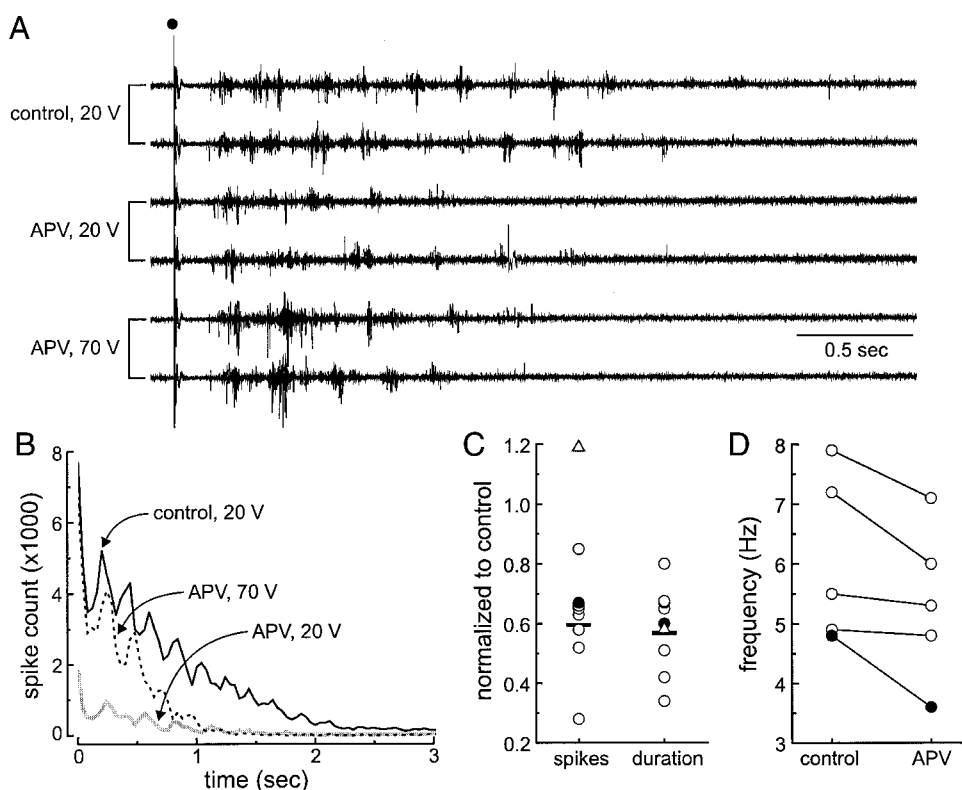 A
control, 20 V
APV, 20 V
APV, 70 V
0.5 sec
B
8
6
4
2
0
spike count (x1000)
control, 20 V
APV, 70 V
APV, 20 V
0
1
2
3
time (sec)
C
1.2
1.0
0.8
0.6
0.4
0.2
normalized to control
spikes
duration
D
8
7
6
5
4
3
frequency (Hz)
control
APV